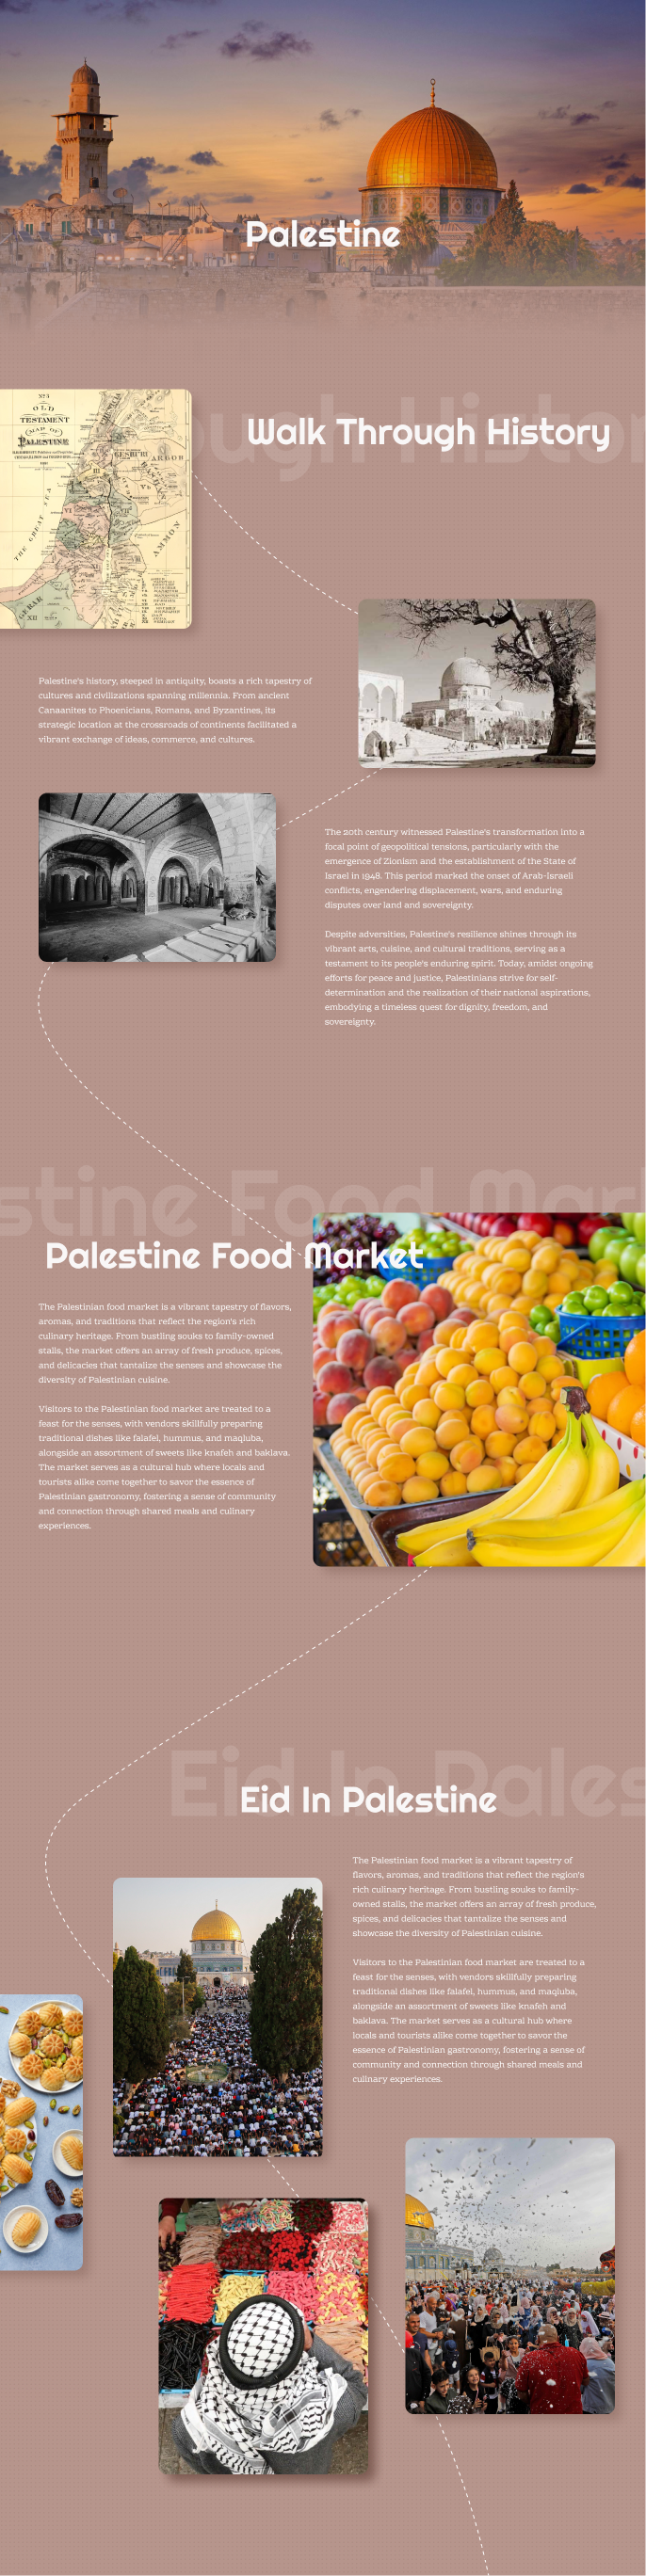 Palestine
Walk Through History
No 3
OLD
TESTAMENT
MAP OF
PALESTINE
GESHURI
ARGOB
THE GREAT SEA
AMMON
GERAR
III
VI
XII
Palestine's history, steeped in antiquity, boasts a rich tapestry of
cultures and civilizations spanning millennia. From ancient
Canaanites to Phoenicians, Romans, and Byzantines, its
strategic location at the crossroads of continents facilitated a
vibrant exchange of ideas, commerce, and cultures.
The 20th century witnessed Palestine's transformation into a
focal point of geopolitical tensions, particularly with the
emergence of Zionism and the establishment of the State of
Israel in 1948. This period marked the onset of Arab-Israeli
conflicts, engendering displacement, wars, and enduring
disputes over land and sovereignty.
Despite adversities, Palestine's resilience shines through its
vibrant arts, cuisine, and cultural traditions, serving as a
testament to its people's enduring spirit. Today, amidst ongoing
efforts for peace and justice, Palestinians strive for self-
determination and the realization of their national aspirations,
embodying a timeless quest for dignity, freedom, and
sovereignty.
stine Food Mark
Palestine Food Market
The Palestinian food market is a vibrant tapestry of flavors,
aromas, and traditions that reflect the region's rich
culinary heritage. From bustling souks to family-owned
stalls, the market offers an array of fresh produce, spices,
and delicacies that tantalize the senses and showcase the
diversity of Palestinian cuisine.
Visitors to the Palestinian food market are treated to a
feast for the senses, with vendors skillfully preparing
traditional dishes like falafel, hummus, and maqluba,
alongside an assortment of sweets like knafeh and baklava.
The market serves as a cultural hub where locals and
tourists alike come together to savor the essence of
Palestinian gastronomy, fostering a sense of community
and connection through shared meals and culinary
experiences.
Eid In Pales
Eid In Palestine
The Palestinian food market is a vibrant tapestry of
flavors, aromas, and traditions that reflect the region's
rich culinary heritage. From bustling souks to family-
owned stalls, the market offers an array of fresh produce,
spices, and delicacies that tantalize the senses and
showcase the diversity of Palestinian cuisine.
Visitors to the Palestinian food market are treated to a
feast for the senses, with vendors skillfully preparing
traditional dishes like falafel, hummus, and maqluba,
alongside an assortment of sweets like knafeh and
baklava. The market serves as a cultural hub where
locals and tourists alike come together to savor the
essence of Palestinian gastronomy, fostering a sense of
community and connection through shared meals and
culinary experiences.